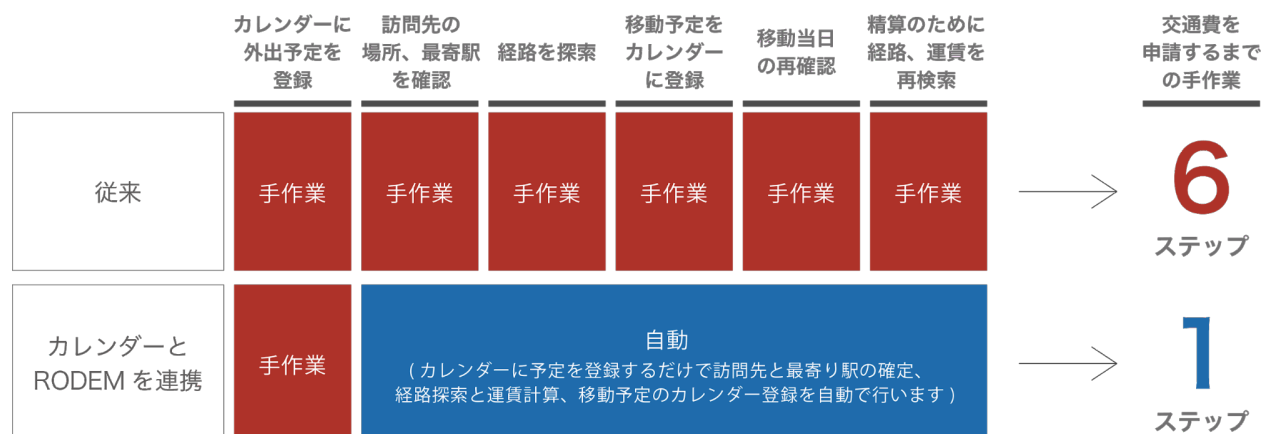 カレンダーに
外出予定を
登録
訪問先の
場所、最寄駅
を確認
経路を探索
移動予定を
カレンダー
に登録
移動当日
の再確認
精算のために
経路、運賃を
再検索
交通費を
申請するまで
の手作業
従来
手作業
手作業
手作業
手作業
手作業
手作業
6
ステップ
カレンダーと
RODEM を連携
手作業
自動
( カレンダーに予定を登録するだけで訪問先と最寄り駅の確定、
経路探索と運賃計算、移動予定のカレンダー登録を自動で行います )
1
ステップ